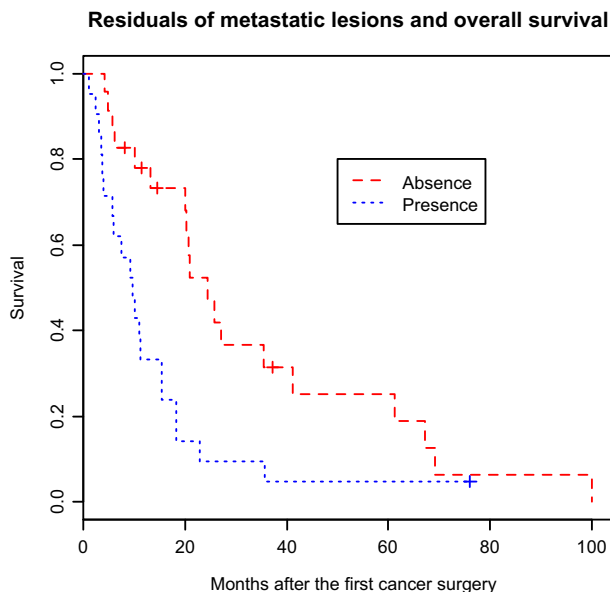 Residuals of metastatic lesions and overall survival
1.0
0.8
0.6
0.4
0.2
0.0
Survival
Absence
Presence
0 20 40 60 80 100
Months after the first cancer surgery